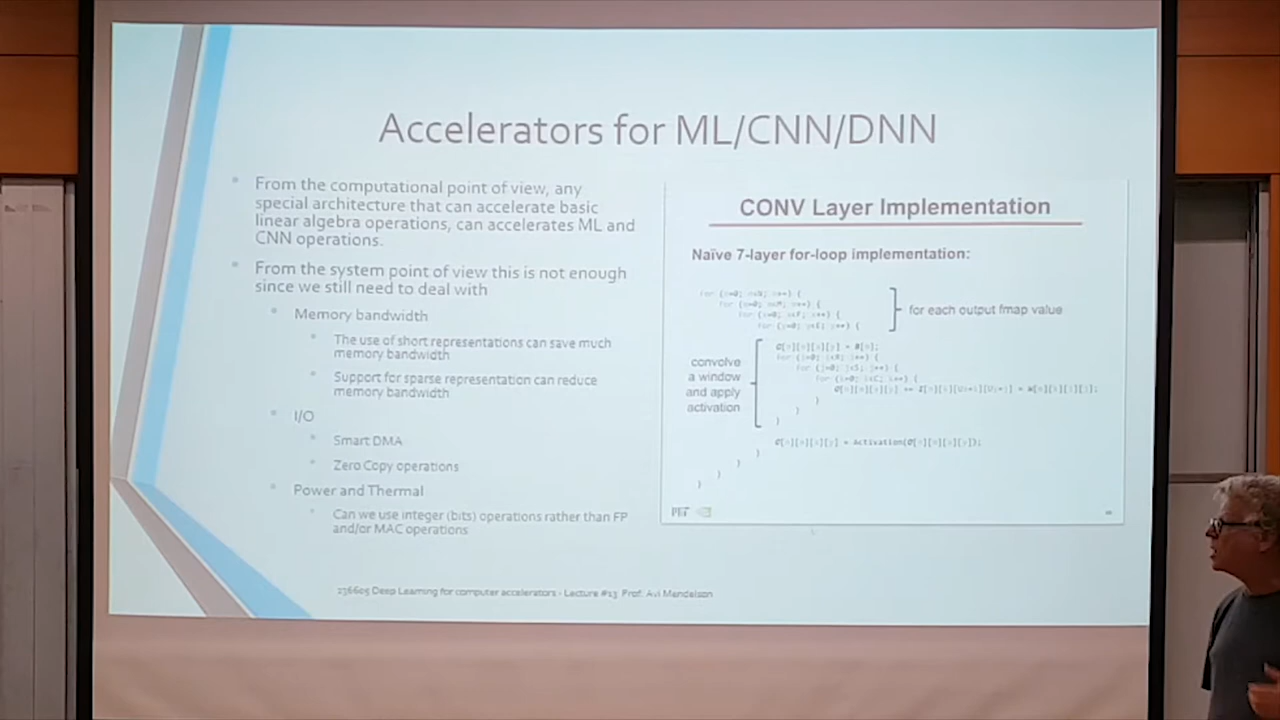 Accelerators for ML/CNN/DNN
From the computational point of view, any
special architecture that can accelerate basic
linear algebra operations, can accelerates ML and
CNN operations.
From the system point of view this is not enough
since we still need to deal with
Memory bandwidth
The use of short representations can save much
memory bandwidth
Support for sparse representation can reduce
memory bandwidth
I/O
Smart DMA
Zero Copy operations
Power and Thermal
Can we use integer (bits) operations rather than FP
and/or MAC operations
CONV Layer Implementation
Naïve 7-layer for-loop implementation:
for each output fmap value
convolve
a window
and apply
activation
236605 Deep Learning for computer accelerators - Lecture #13 Prof. Avi Mendelson